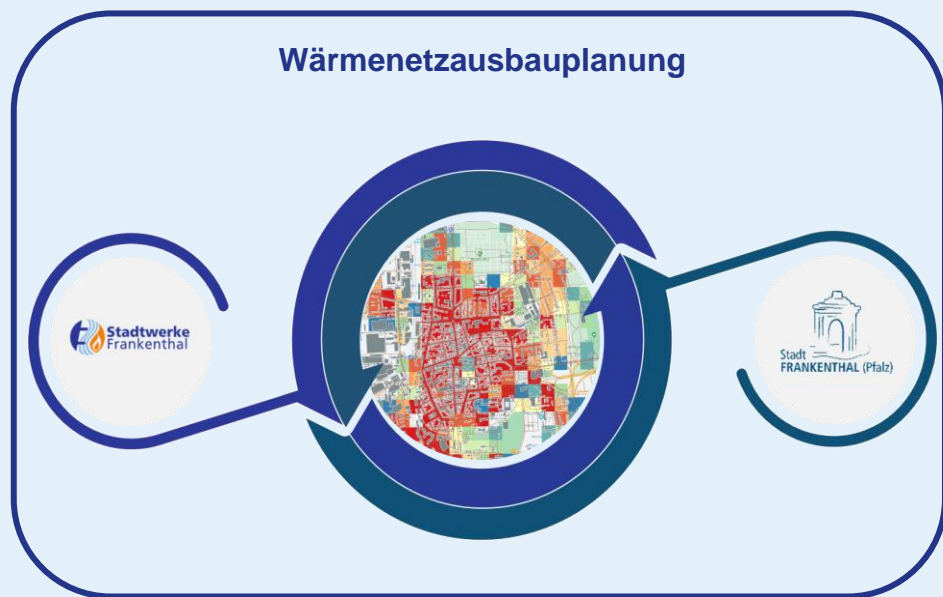 Wärmenetzausbauplanung
Stadtwerke
Frankenthal
Stadt
FRANKENTHAL (Pfalz)